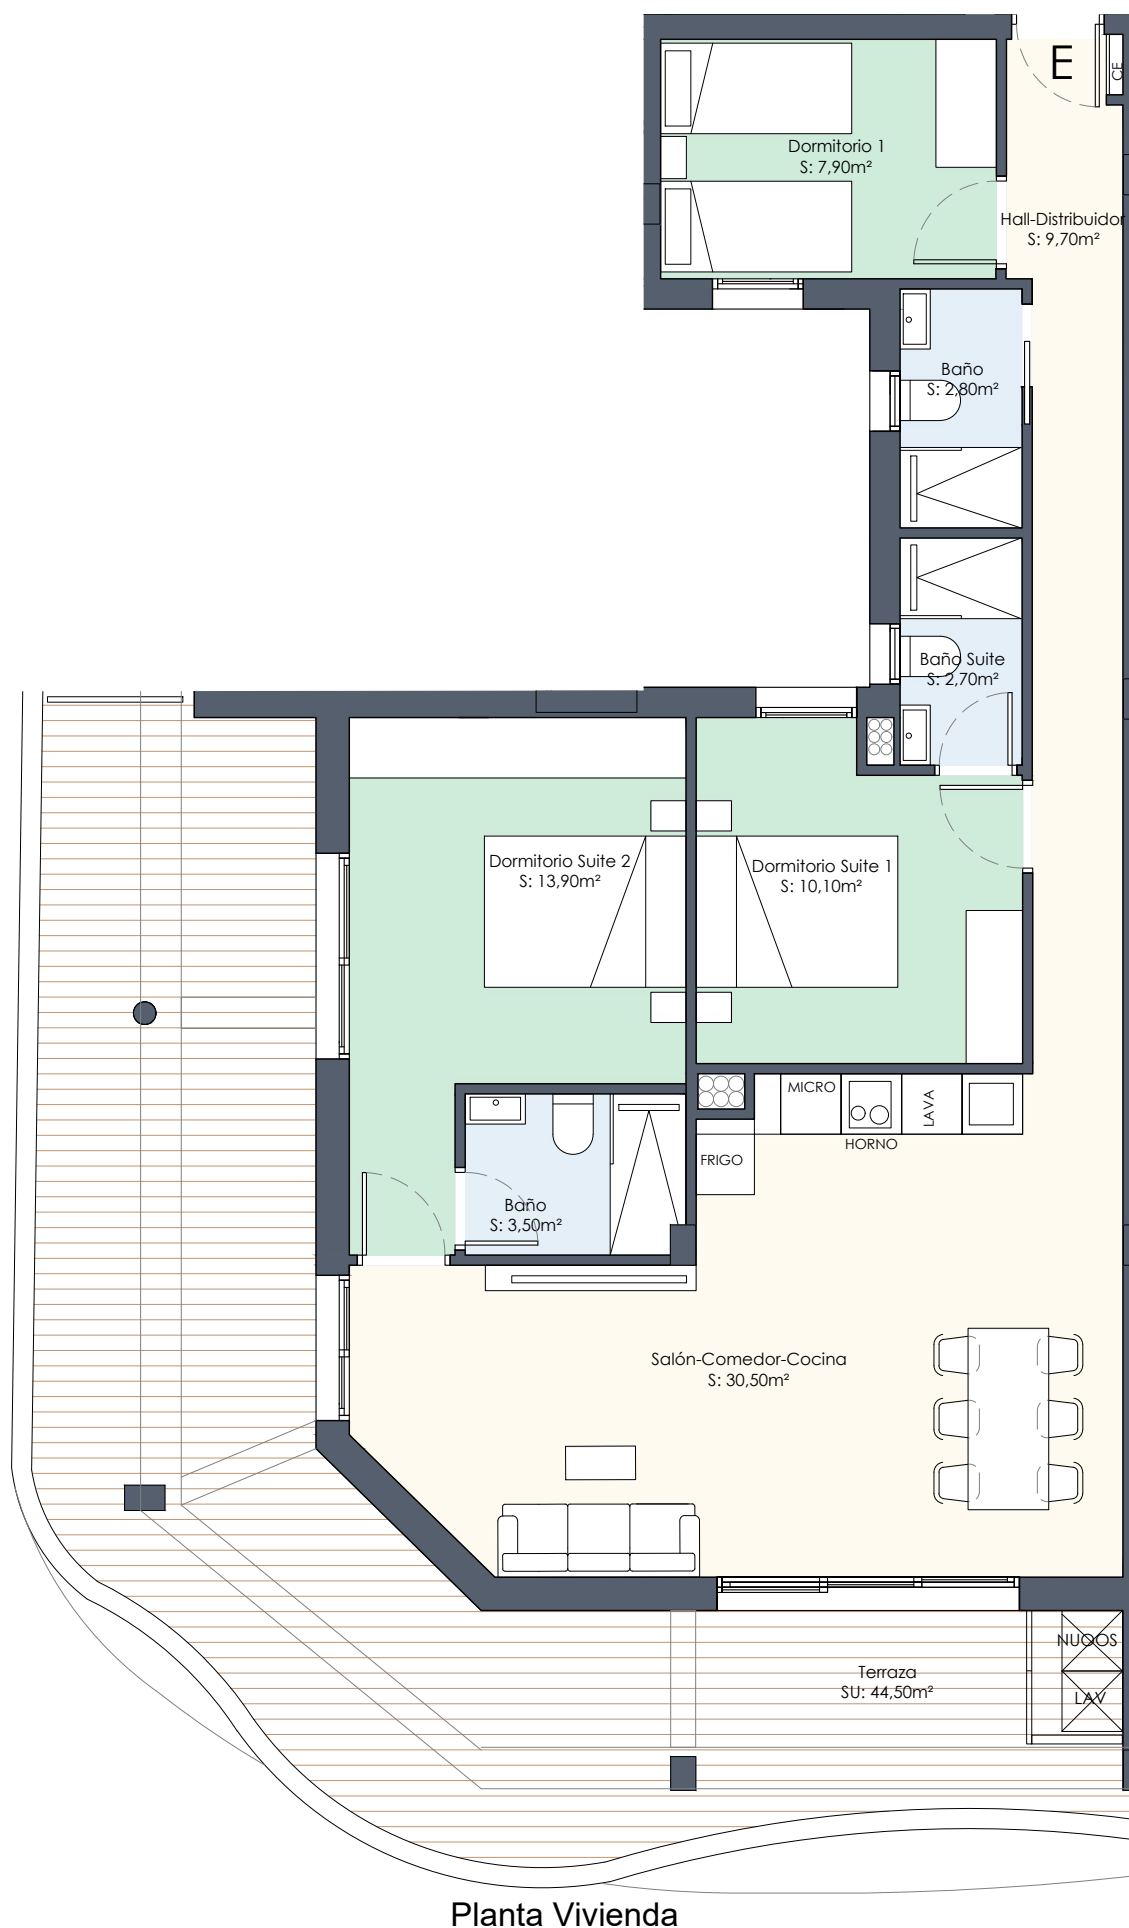 E
CE
Dormitorio 1
S: 7,90m²
Hall-Distribuidor
S: 9,70m²
Baño
S: 2,80m²
Baño Suite
S: 2,70m²
Dormitorio Suite 2
S: 13,90m²
Dormitorio Suite 1
S: 10,10m²
MICRO
LAVA
HORNO
FRIGO
Baño
S: 3,50m²
Salón-Comedor-Cocina
S: 30,50m²
NUOOS
Terraza
SU: 44,50m²
LAV
Planta Vivienda